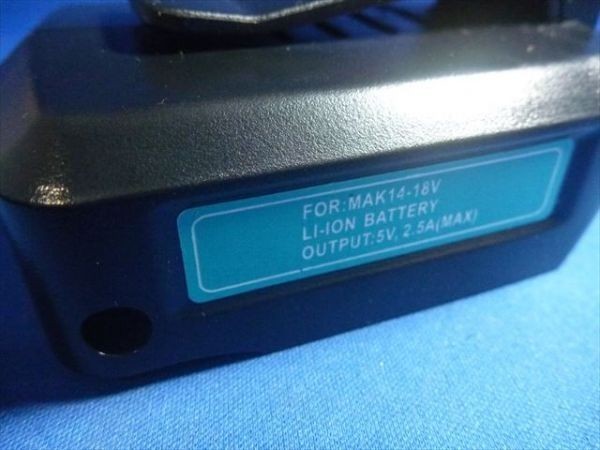 FOR:MAK14-18V
LI-ION BATTERY
OUTPUT:5V, 2.5A(MAX)